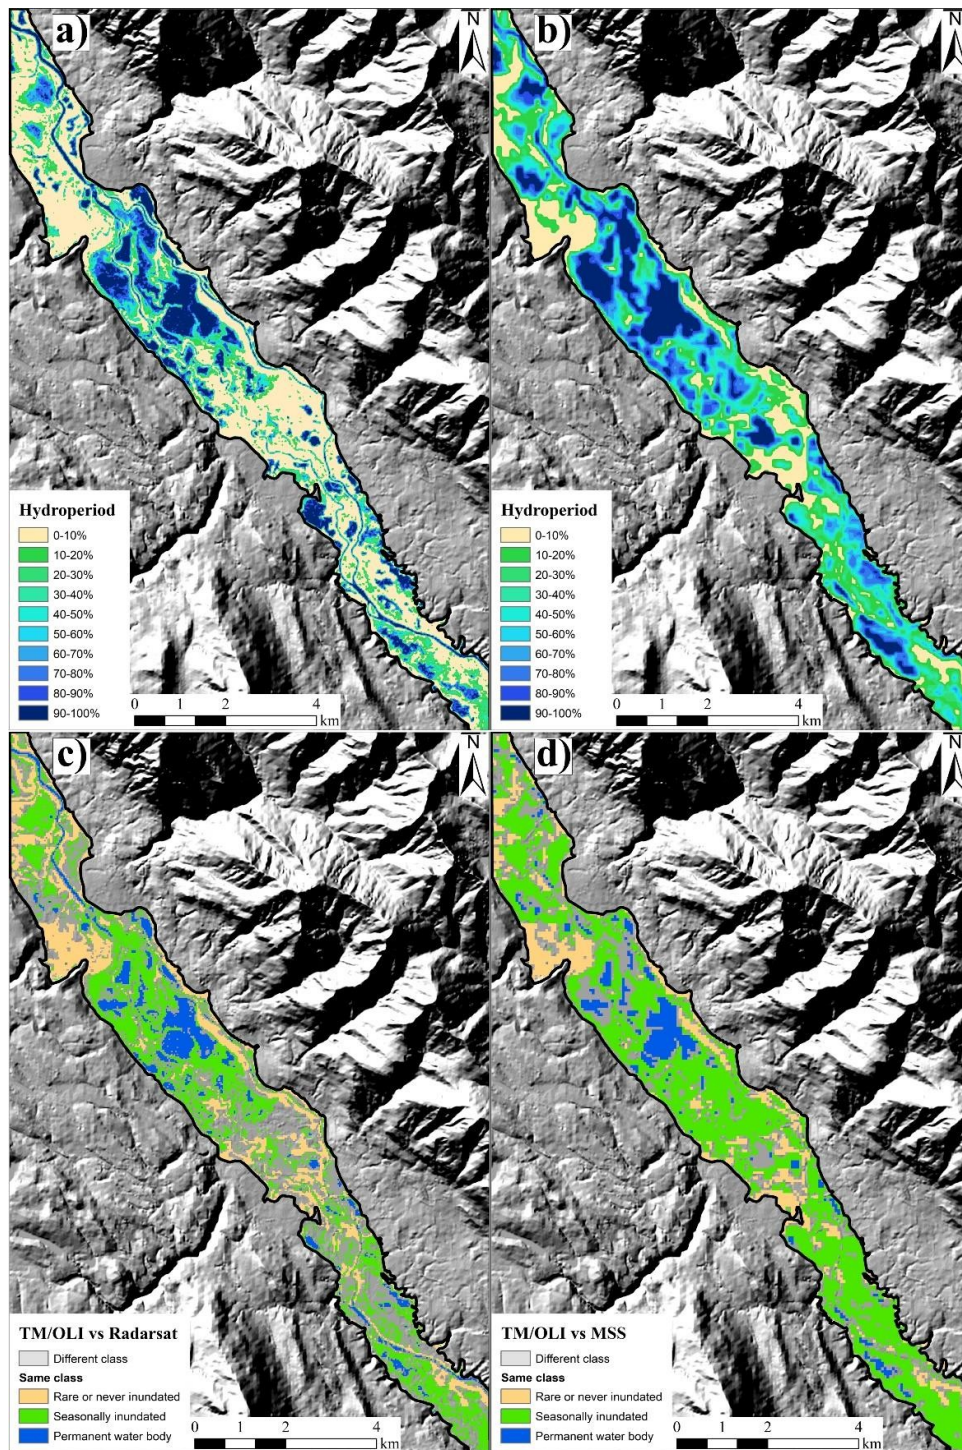 a)
N
Hydroperiod
0-10%
10-20%
20-30%
30-40%
40-50%
50-60%
60-70%
70-80%
80-90%
90-100%
0 1 2 4
km
b)
N
Hydroperiod
0-10%
10-20%
20-30%
30-40%
40-50%
50-60%
60-70%
70-80%
80-90%
90-100%
0 1 2 4
km
c)
N
TM/OLI vs Radarsat
Different class
Same class
Rare or never inundated
Seasonally inundated
Permanent water body
0 1 2 4
km
d)
N
TM/OLI vs MSS
Different class
Same class
Rare or never inundated
Seasonally inundated
Permanent water body
0 1 2 4
km